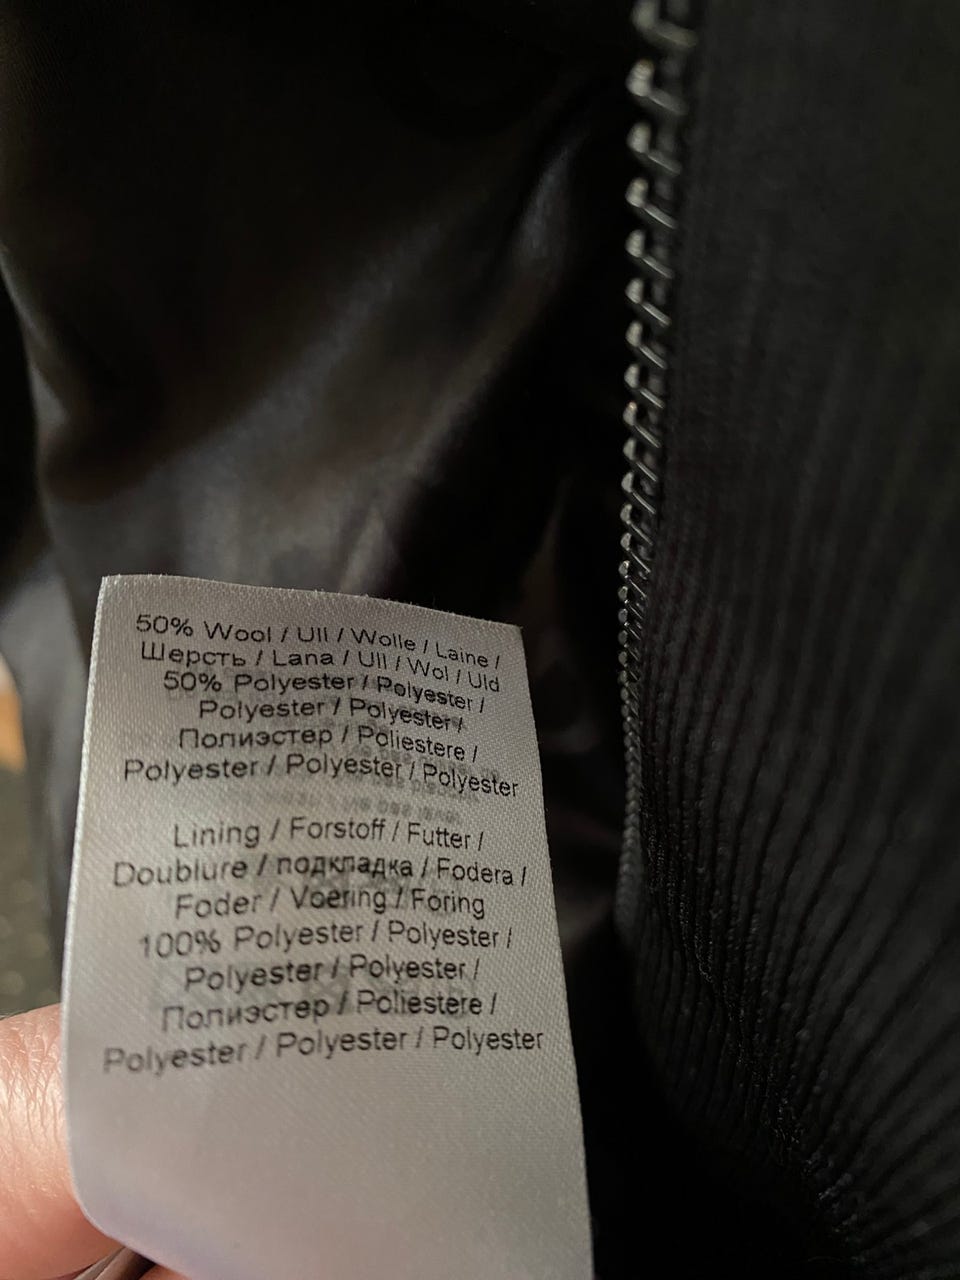 50% Wool / Ull / Wolle / Laine /
Шерсть / Lana / Ull / Wol / Uld
50% Polyester / Polyester /
Polyester / Polyester /
Полиэстер / Poliestere /
Polyester / Polyester / Polyester
Lining / Forstoff / Futter /
Doublure / подкладка / Fodera /
Foder / Voering / Foring
100% Polyester / Polyester /
Polyester / Polyester /
Полиэстер / Poliestere /
Polyester / Polyester / Polyester